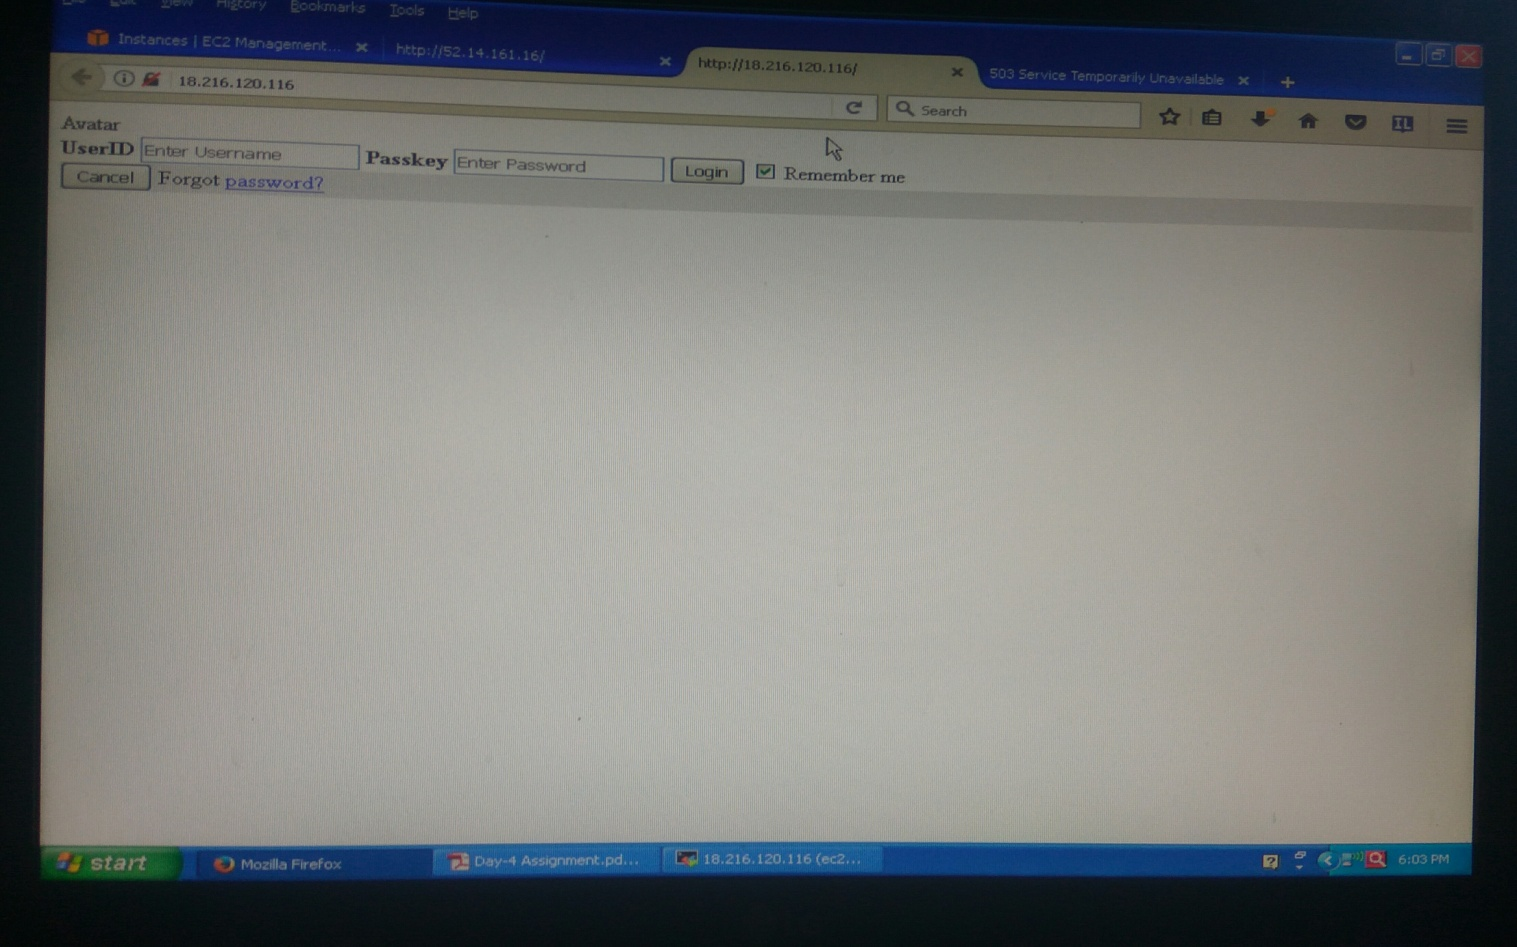 History Bookmarks Tools Help
Instances | EC2 Management... http://52.14.161.16/ http://18.216.120.116/ 503 Service Temporarily Unavailable
18.216.120.116 Search IL
Avatar
UserID Enter Username Passkey Enter Password Login Remember me
Cancel Forgot password?
start Mozilla Firefox Day-4 Assignment.pd... 18.216.120.116 (ec2... 6:03 PM